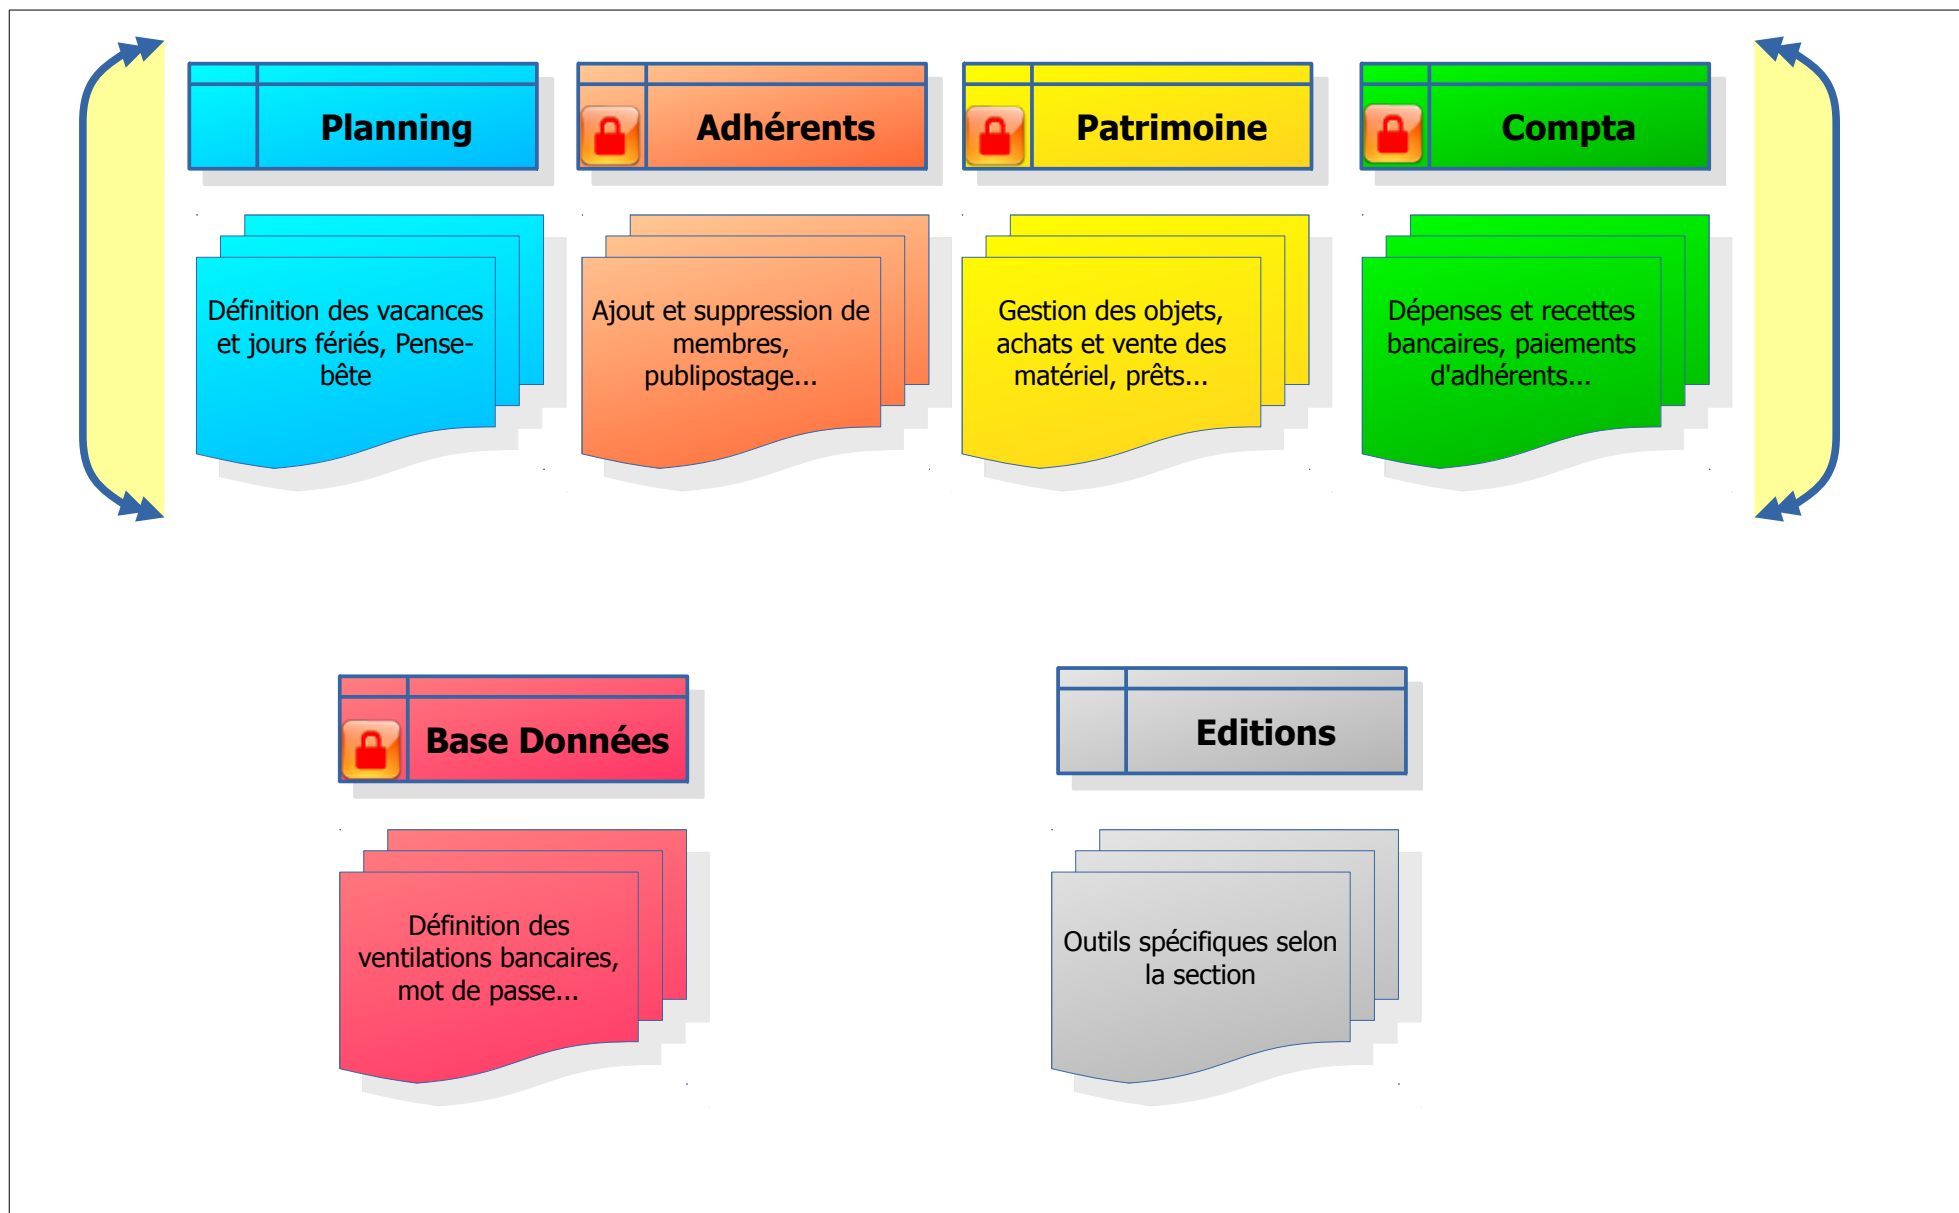 Planning
Adhérents
Patrimoine
Compta
Définition des vacances
et jours fériés, Pense-
bête
Ajout et suppression de
membres,
publipostage...
Gestion des objets,
achats et vente des
matériel, prêts...
Dépenses et recettes
bancaires, paiements
d'adhérents...
Base Données
Editions
Définition des
ventilations bancaires,
mot de passe...
Outils spécifiques selon
la section